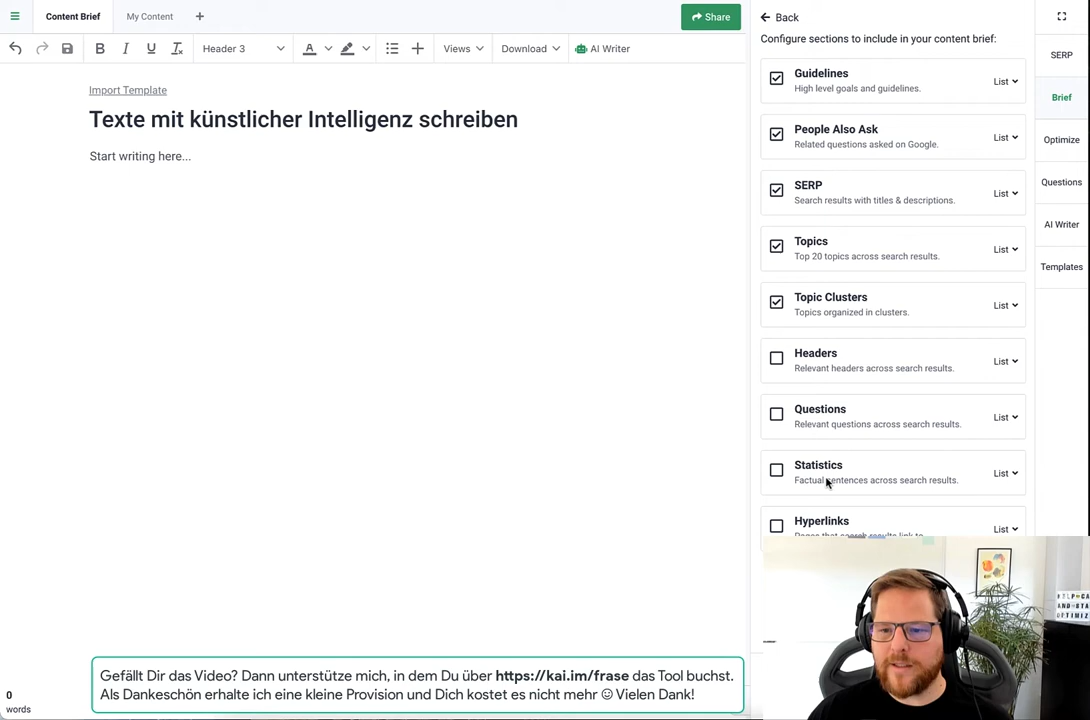 Content Brief
My Content
Share
Header 3
Views
Download
AI Writer
Import Template
Texte mit künstlicher Intelligenz schreiben
Start writing here...
Back
Configure sections to include in your content brief:
Guidelines
High level goals and guidelines.
List
People Also Ask
Related questions asked on Google.
List
SERP
Search results with titles & descriptions.
List
Topics
Top 20 topics across search results.
List
Topic Clusters
Topics organized in clusters.
List
Headers
Relevant headers across search results.
List
Questions
Relevant questions across search results.
List
Statistics
Factual sentences across search results.
List
Hyperlinks
Pages that search results link to
List
SERP
Brief
Optimize
Questions
AI Writer
Templates
Gefällt Dir das Video? Dann unterstütze mich, in dem Du über https://kai.im/frase das Tool buchst.
Als Dankeschön erhalte ich eine kleine Provision und Dich kostet es nicht mehr ☺ Vielen Dank!
0
words